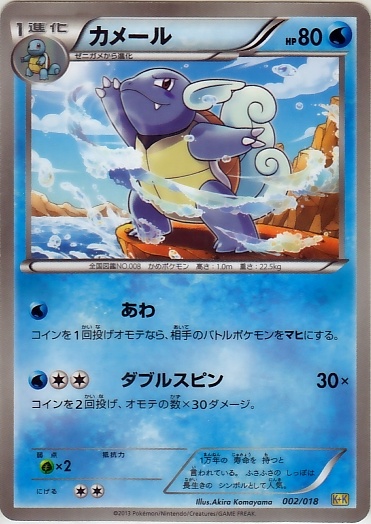 1進化
カメール
HP80
ゼニガメから進化
全国図鑑NO.008 かめポケモン 高さ：1.0m 重さ：22.5kg
あわ
コインを1回投げオモテなら、相手のバトルポケモンをマヒにする。
ダブルスピン 30×
コインを2回投げ、オモテの数×30ダメージ。
弱点 抵抗力
×2
にげる
1万年の 寿命を 持つと
言われている。 ふさふさの しっぽは
長生きの シンボルとして人気。
Illus.Akira Komayama 002/018 K+K
©2013 Pokémon/Nintendo/Creatures/GAME FREAK.